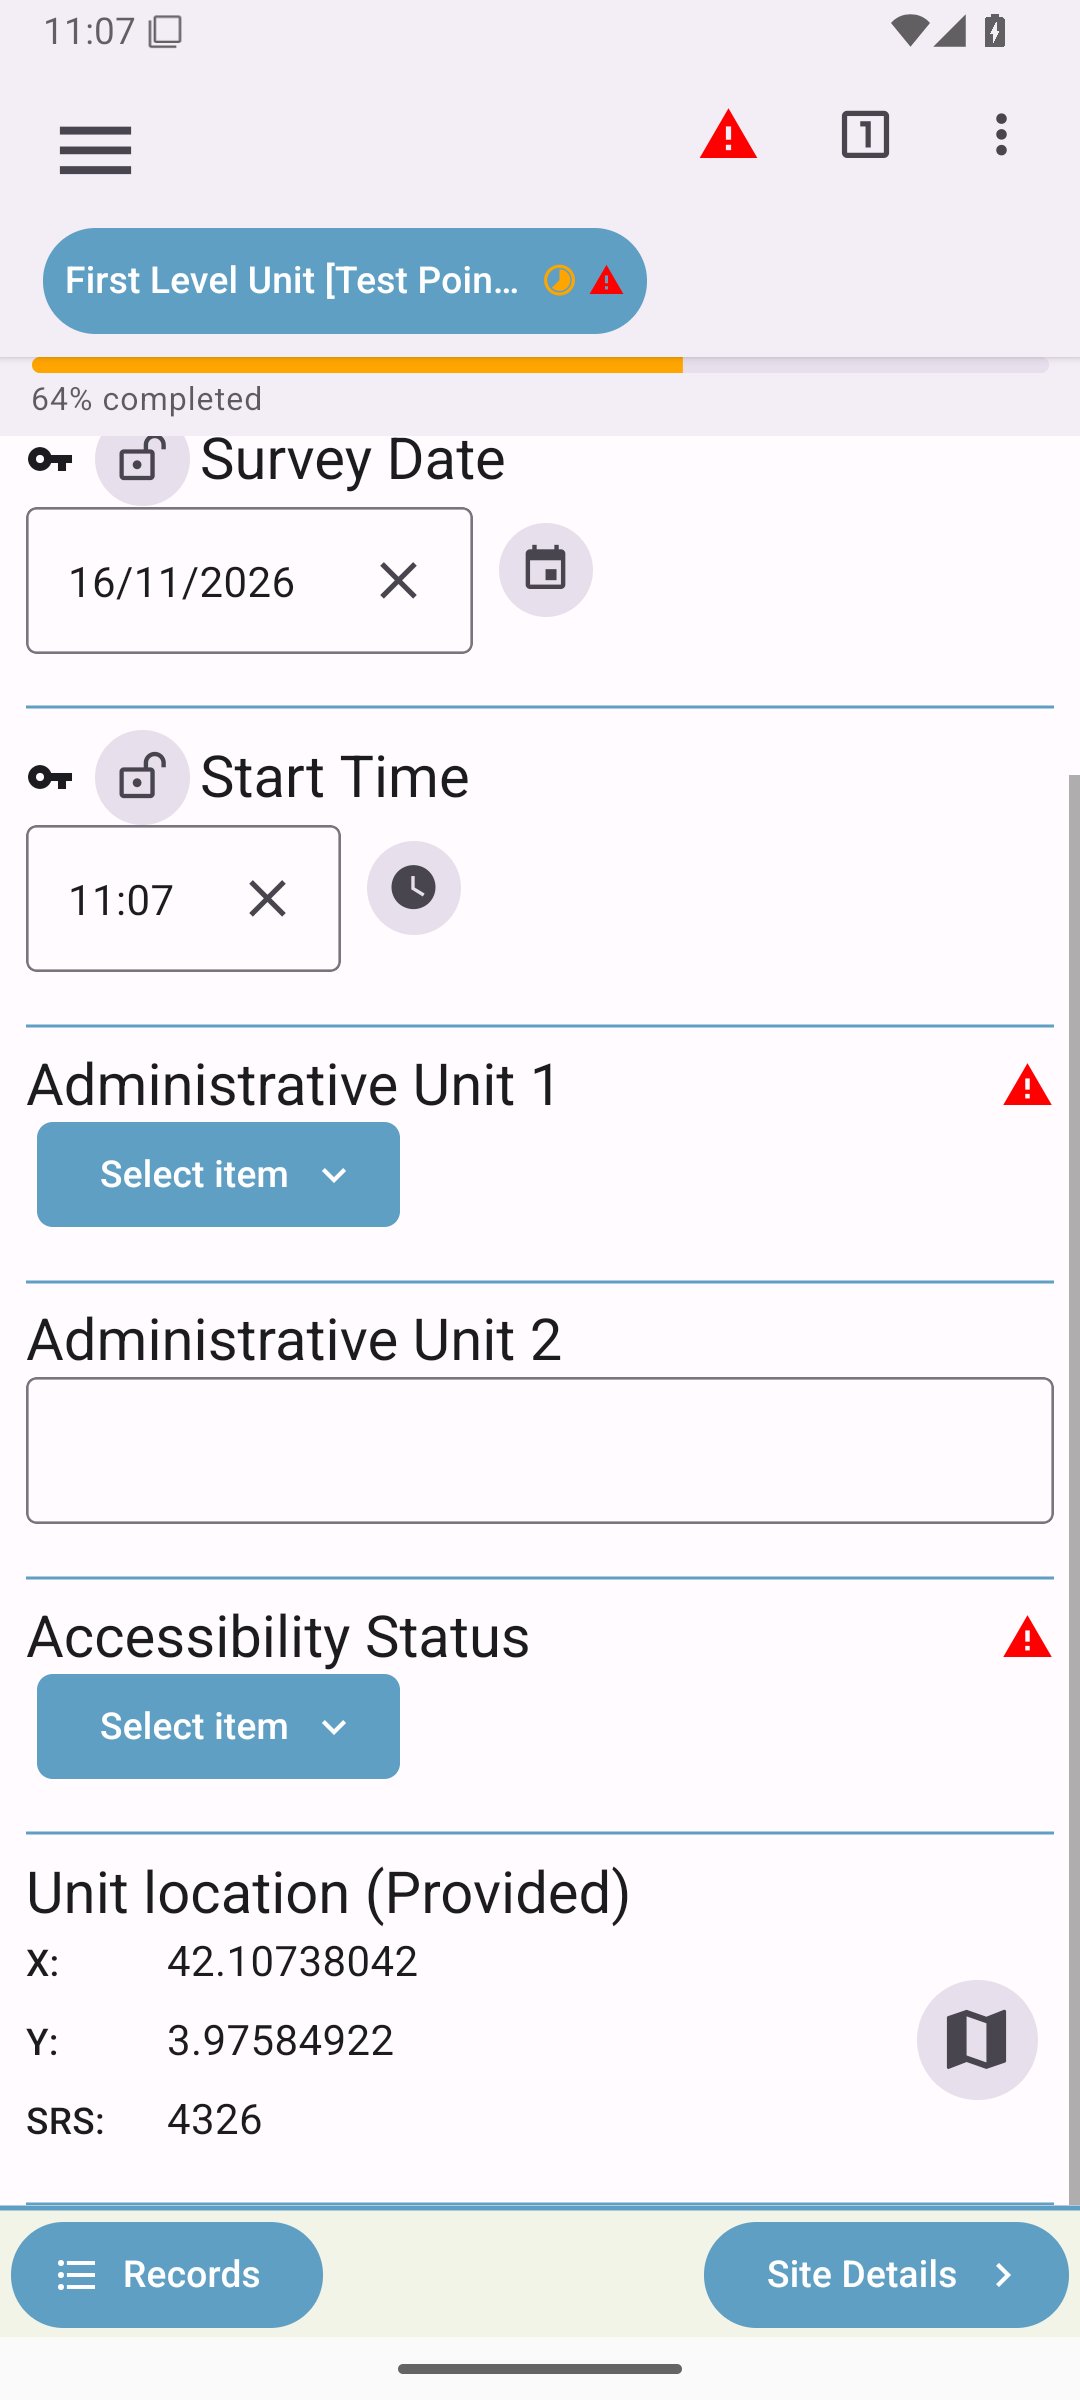 11:07
1
First Level Unit [Test Poin...
64% completed
Survey Date
16/11/2026
Start Time
11:07
Administrative Unit 1
Select item
Administrative Unit 2
Accessibility Status
Select item
Unit location (Provided)
X: 42.10738042
Y: 3.97584922
SRS: 4326
Records
Site Details